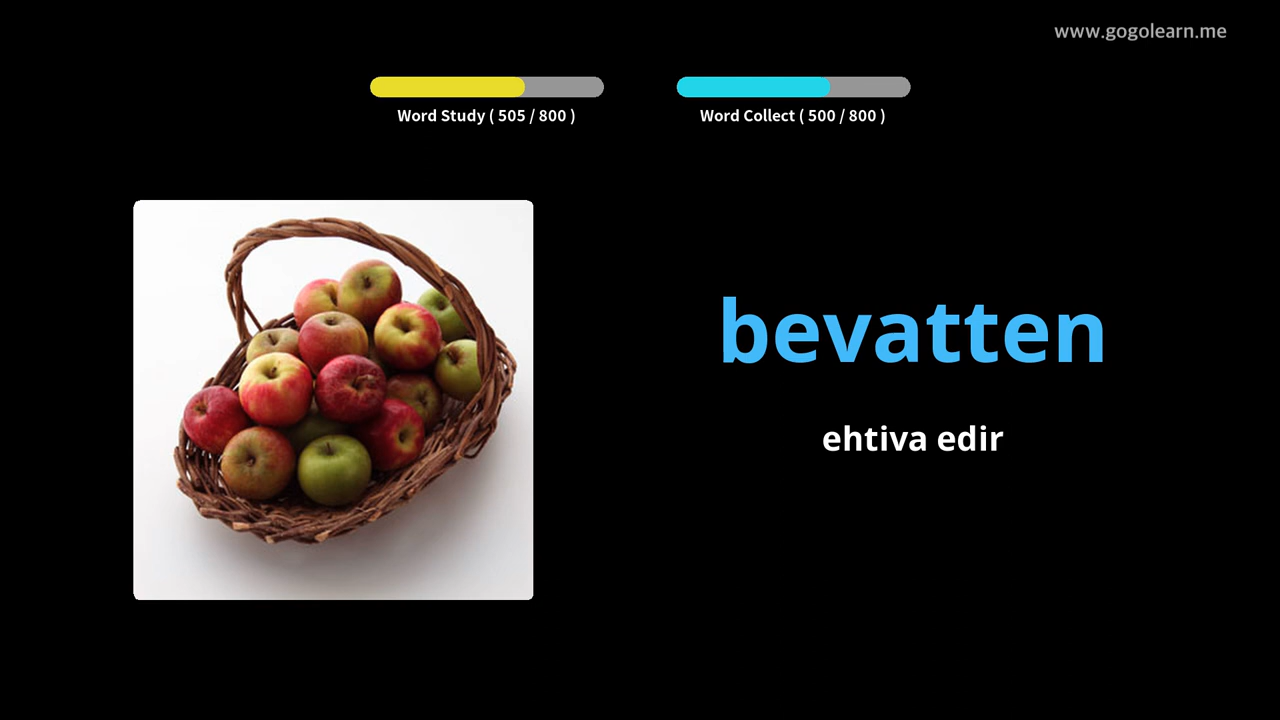 www.gogolearn.me
Word Study ( 505 / 800 )
Word Collect ( 500 / 800 )
bevatten
ehtiva edir